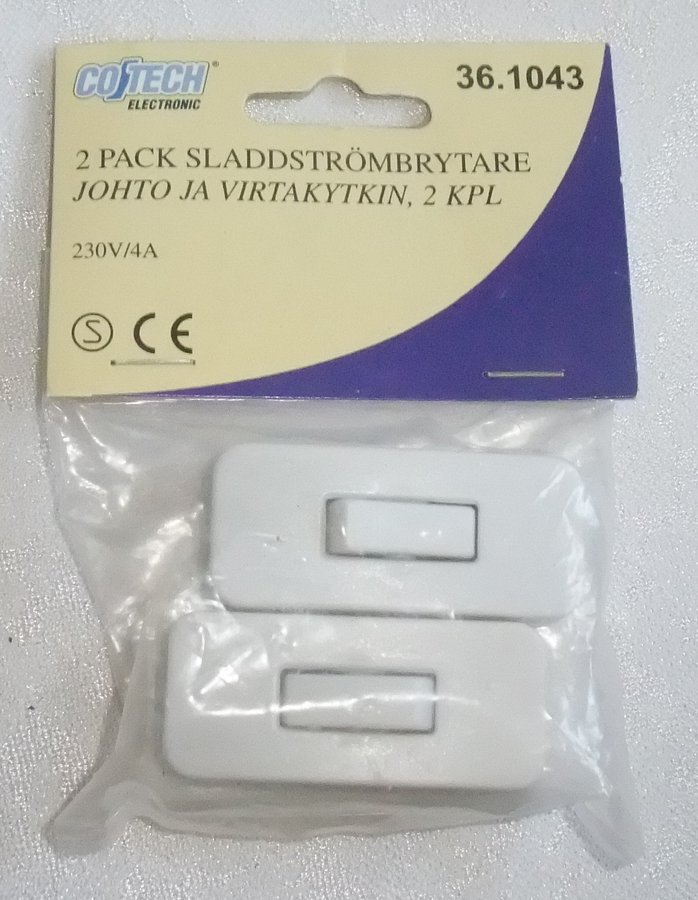 COTECH® 36.1043
ELECTRONIC
2 PACK SLADDSTRÖMBRYTARE
JOHTO JA VIRTAKYTKIN, 2 KPL
230V/4A
S CE